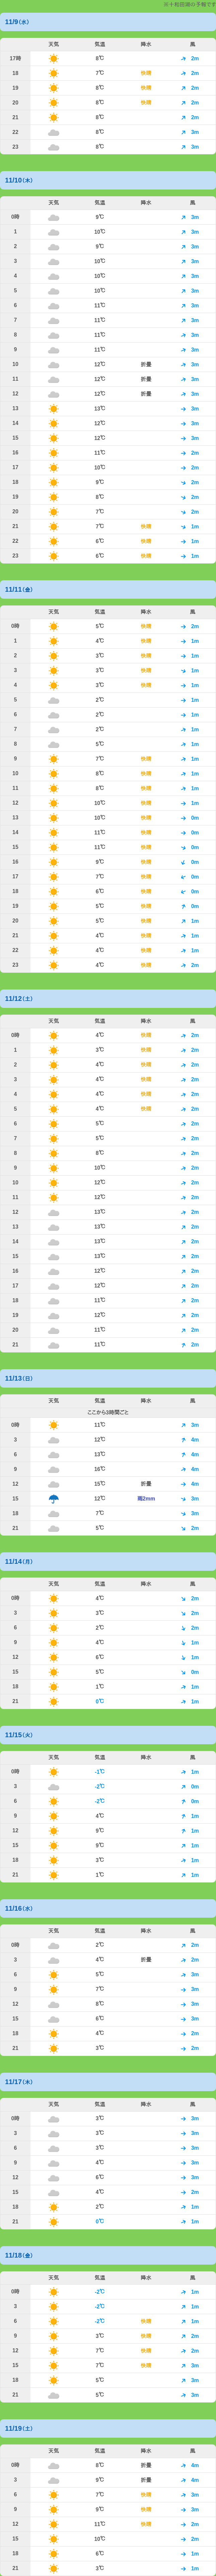 ※十和田湖の予報です
11/9(水)
天気 気温 降水 風
17時 8℃ 2m
18 7℃ 快晴 2m
19 8℃ 快晴 2m
20 8℃ 快晴 2m
21 8℃ 2m
22 8℃ 3m
23 8℃ 3m
11/10(木)
天気 気温 降水 風
0時 9℃ 3m
1 10℃ 3m
2 9℃ 3m
3 10℃ 3m
4 10℃ 3m
5 10℃ 3m
6 11℃ 3m
7 11℃ 3m
8 11℃ 3m
9 11℃ 3m
10 12℃ 折曇 3m
11 12℃ 折曇 3m
12 12℃ 折曇 3m
13 13℃ 3m
14 12℃ 3m
15 12℃ 3m
16 11℃ 2m
17 10℃ 2m
18 9℃ 2m
19 8℃ 2m
20 7℃ 2m
21 7℃ 快晴 1m
22 6℃ 快晴 1m
23 6℃ 快晴 1m
11/11(金)
天気 気温 降水 風
0時 5℃ 快晴 2m
1 4℃ 快晴 1m
2 3℃ 快晴 1m
3 3℃ 快晴 1m
4 3℃ 快晴 1m
5 2℃ 1m
6 2℃ 1m
7 2℃ 1m
8 5℃ 1m
9 7℃ 快晴 1m
10 8℃ 快晴 1m
11 8℃ 快晴 1m
12 10℃ 快晴 1m
13 10℃ 快晴 0m
14 11℃ 快晴 0m
15 11℃ 快晴 0m
16 9℃ 快晴 0m
17 7℃ 快晴 0m
18 6℃ 快晴 0m
19 5℃ 快晴 0m
20 5℃ 快晴 1m
21 4℃ 快晴 1m
22 4℃ 快晴 1m
23 4℃ 快晴 2m
11/12(土)
天気 気温 降水 風
0時 4℃ 快晴 2m
1 3℃ 快晴 2m
2 4℃ 快晴 2m
3 4℃ 快晴 2m
4 4℃ 快晴 2m
5 4℃ 快晴 2m
6 5℃ 2m
7 5℃ 2m
8 8℃ 2m
9 10℃ 2m
10 12℃ 2m
11 12℃ 2m
12 13℃ 2m
13 13℃ 2m
14 13℃ 2m
15 13℃ 2m
16 12℃ 2m
17 12℃ 2m
18 11℃ 2m
19 12℃ 2m
20 11℃ 2m
21 11℃ 2m
11/13(日)
天気 気温 降水 風
ここから3時間ごと
0時 11℃ 3m
3 12℃ 4m
6 13℃ 4m
9 16℃ 4m
12 15℃ 折曇 4m
15 12℃ 雨2mm 3m
18 7℃ 3m
21 5℃ 2m
11/14(月)
天気 気温 降水 風
0時 4℃ 2m
3 3℃ 2m
6 2℃ 2m
9 4℃ 1m
12 6℃ 1m
15 5℃ 0m
18 1℃ 1m
21 0℃ 1m
11/15(火)
天気 気温 降水 風
0時 -1℃ 1m
3 -2℃ 0m
6 -2℃ 0m
9 4℃ 1m
12 9℃ 1m
15 9℃ 1m
18 3℃ 1m
21 1℃ 1m
11/16(水)
天気 気温 降水 風
0時 2℃ 2m
3 4℃ 折曇 2m
6 5℃ 3m
9 7℃ 3m
12 8℃ 3m
15 6℃ 3m
18 4℃ 2m
21 3℃ 2m
11/17(木)
天気 気温 降水 風
0時 3℃ 3m
3 3℃ 3m
6 3℃ 3m
9 4℃ 3m
12 6℃ 3m
15 4℃ 2m
18 2℃ 1m
21 0℃ 1m
11/18(金)
天気 気温 降水 風
0時 -2℃ 快晴 1m
3 -2℃ 快晴 1m
6 -2℃ 快晴 1m
9 3℃ 快晴 2m
12 7℃ 快晴 2m
15 7℃ 快晴 3m
18 5℃ 3m
21 5℃ 3m
11/19(土)
天気 気温 降水 風
0時 8℃ 折曇 4m
3 9℃ 折曇 4m
6 7℃ 快晴 3m
9 9℃ 快晴 3m
12 11℃ 快晴 2m
15 10℃ 2m
18 6℃ 1m
21 3℃ 1m